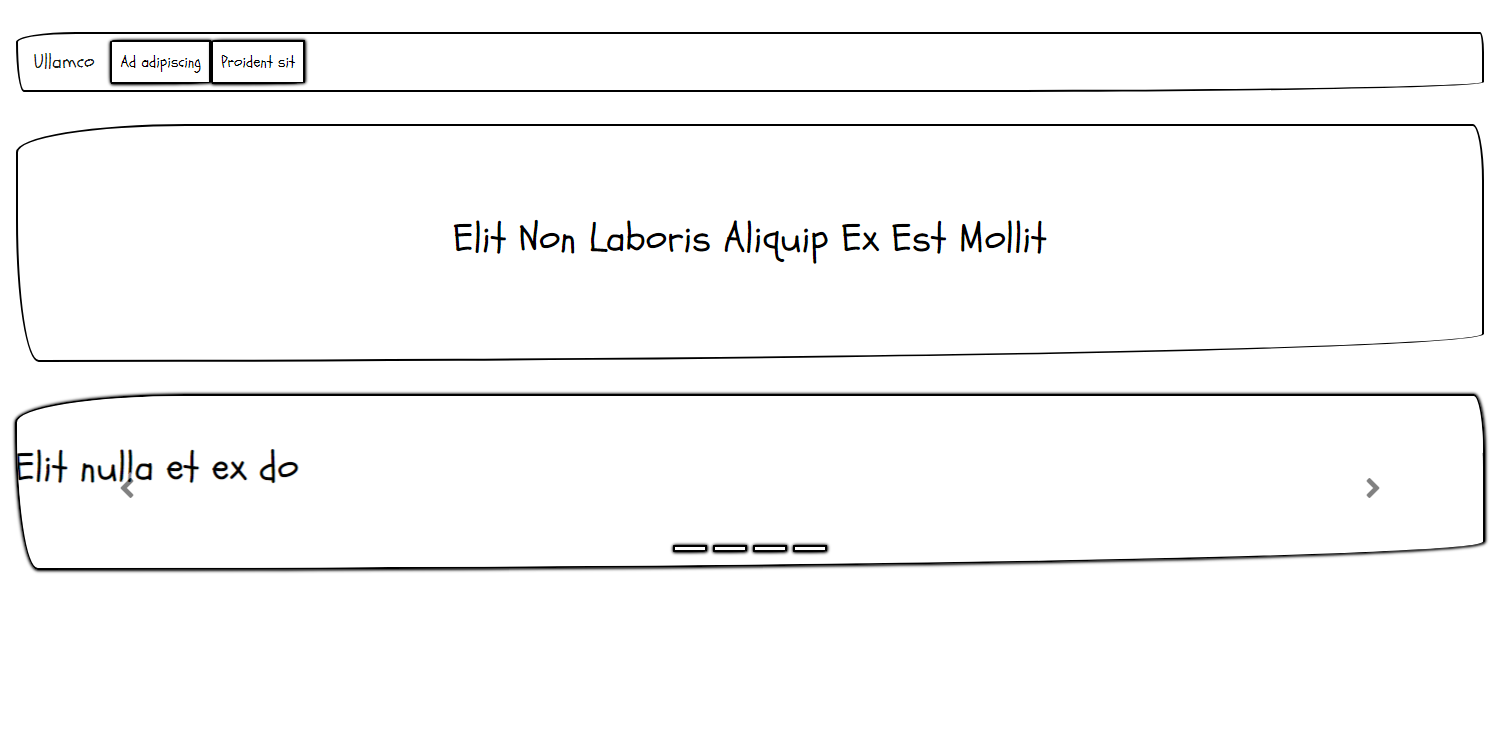 Ullamco Ad adipiscing Proident sit
Elit Non Laboris Aliquip Ex Est Mollit
Elit nulla et ex do